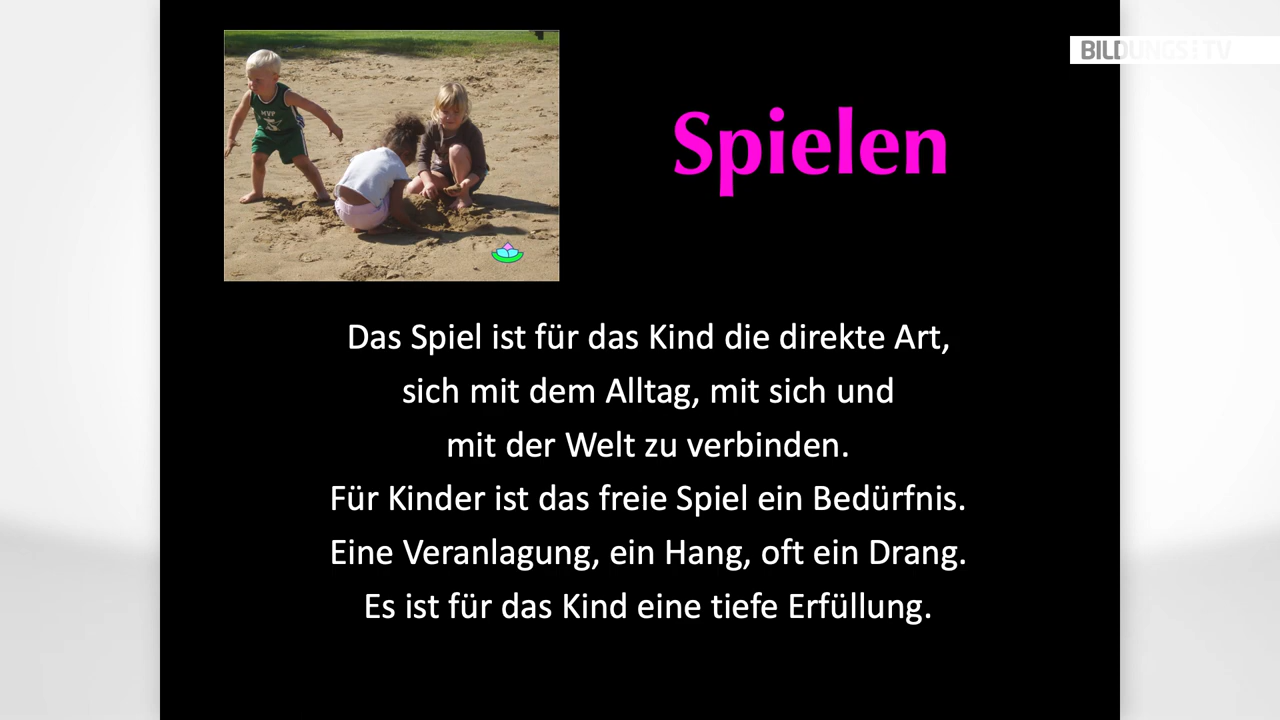 BILDUNGS TV
MVP
Spielen
Das Spiel ist für das Kind die direkte Art,
sich mit dem Alltag, mit sich und
mit der Welt zu verbinden.
Für Kinder ist das freie Spiel ein Bedürfnis.
Eine Veranlagung, ein Hang, oft ein Drang.
Es ist für das Kind eine tiefe Erfüllung.